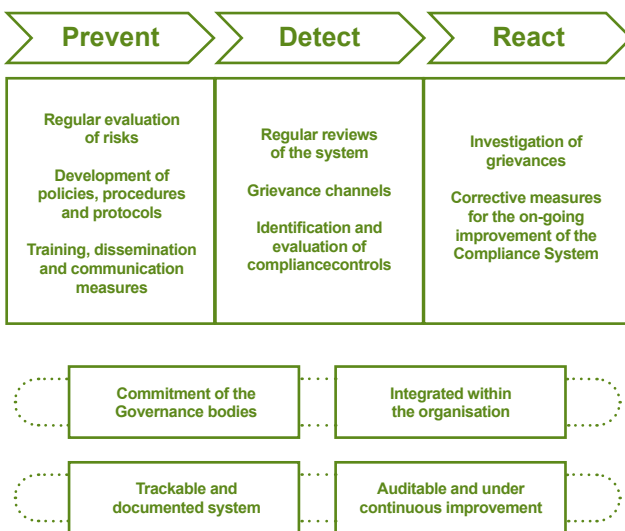 Prevent
Detect
React
Regular evaluation
of risks
Development of
policies, procedures
and protocols
Training, dissemination
and communication
measures
Regular reviews
of the system
Grievance channels
Identification and
evaluation of
compliancecontrols
Investigation of
grievances
Corrective measures
for the on-going
improvement of the
Compliance System
Commitment of the
Governance bodies
Integrated within
the organisation
Trackable and
documented system
Auditable and under
continuous improvement